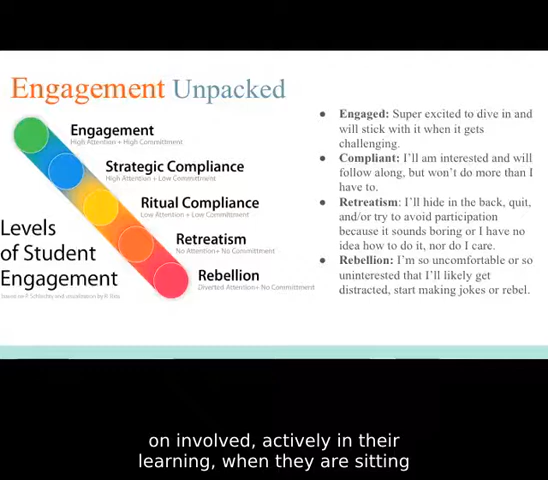 Engagement Unpacked
Engagement
High Attention + High Committment
Strategic Compliance
High Attention + Low Committment
Ritual Compliance
Low Attention + Low Committment
Retreatism
No Attention + No Committment
Rebellion
Diverted Attention+ No Committment
Levels
of Student
Engagement
● Engaged: Super excited to dive in and
will stick with it when it gets
challenging.
● Compliant: I'll am interested and will
follow along, but won't do more than I
have to.
● Retreatism: I'll hide in the back, quit,
and/or try to avoid participation
because it sounds boring or I have no
idea how to do it, nor do I care.
● Rebellion: I'm so uncomfortable or so
uninterested that I'll likely get
distracted, start making jokes or rebel.
on involved, actively in their
learning, when they are sitting